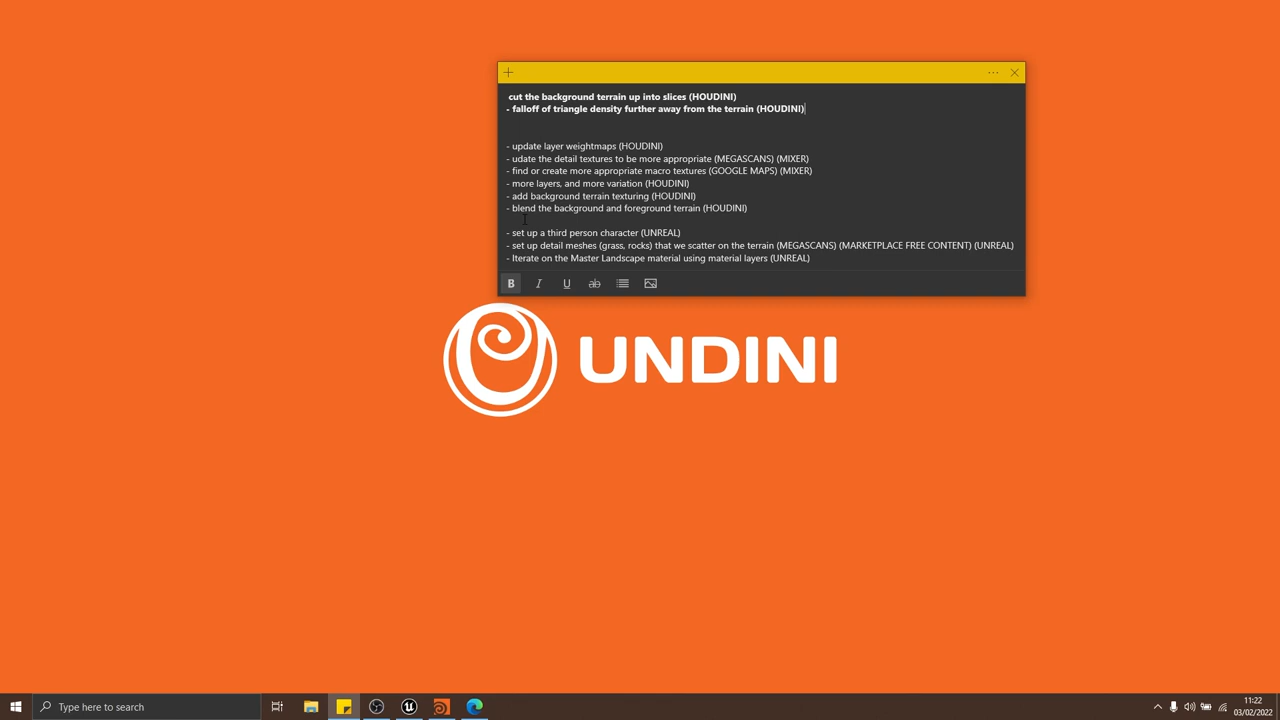 cut the background terrain up into slices (HOUDINI)
- falloff of triangle density further away from the terrain (HOUDINI)
- update layer weightmaps (HOUDINI)
- udate the detail textures to be more appropriate (MEGASCANS) (MIXER)
- find or create more appropriate macro textures (GOOGLE MAPS) (MIXER)
- more layers, and more variation (HOUDINI)
- add background terrain texturing (HOUDINI)
- blend the background and foreground terrain (HOUDINI)
- set up a third person character (UNREAL)
- set up detail meshes (grass, rocks) that we scatter on the terrain (MEGASCANS) (MARKETPLACE FREE CONTENT) (UNREAL)
- Iterate on the Master Landscape material using material layers (UNREAL)
B I U ab
UNDINI
Type here to search
11:22
03/02/2022